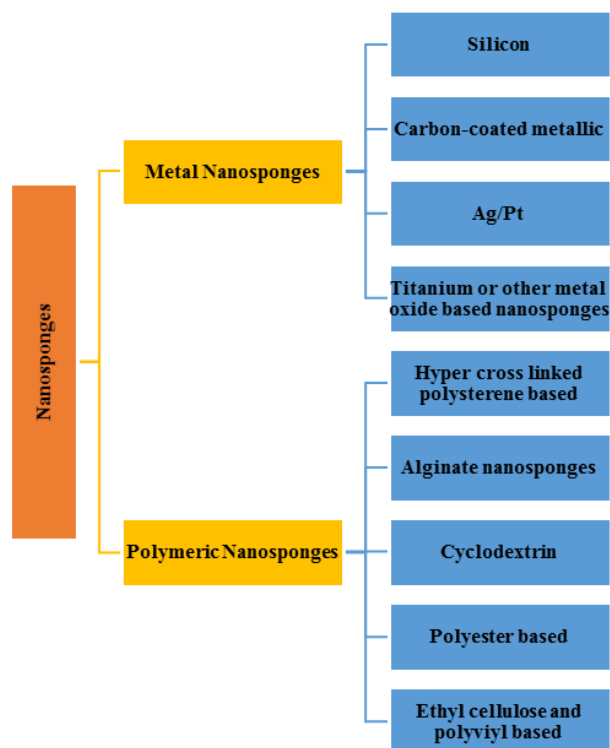 Nanosponges
Metal Nanosponges
Silicon
Carbon-coated metallic
Ag/Pt
Titanium or other metal
oxide based nanosponges
Polymeric Nanosponges
Hyper cross linked
polysterene based
Alginate nanosponges
Cyclodextrin
Polyester based
Ethyl cellulose and
polyviyl based